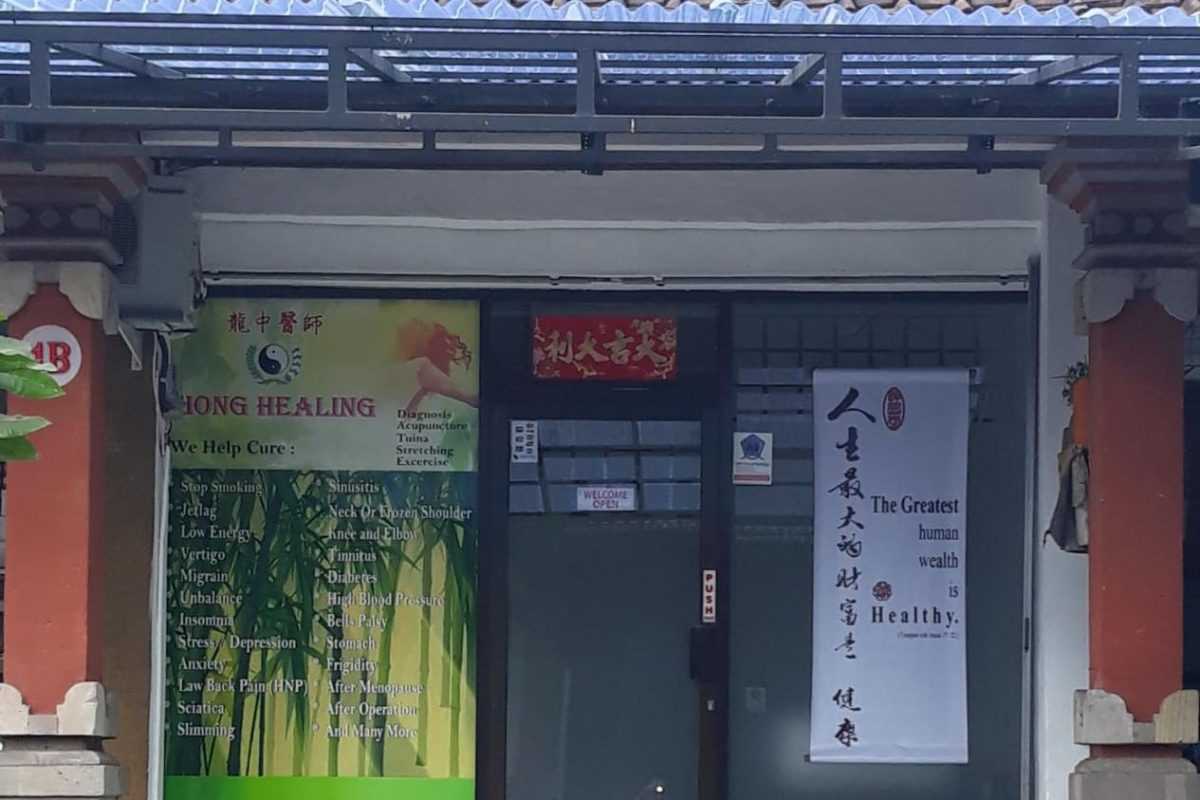 龍中醫師
HONG HEALING
Diagnosis
Acupuncture
Tuina
Stretching
Excercise
We Help Cure :
* Stop Smoking
* Jetlag
* Low Energy
* Vertigo
* Migrain
* Unbalance
* Insomnia
* Stress / Depression
* Anxiety
* Law Back Pain (HNP)
* Sciatica
* Slimming
* Sinusitis
* Neck Or Frozen Shoulder
* Knee and Elbow
* Tinnitus
* Diabetes
* High Blood Pressure
* Bells Palsy
* Stomach
* Frigidity
* After Menopause
* After Operation
* And Many More
1B
利大吉大
WELCOME
OPEN
PUSH
人生最大的財富是 健康
The Greatest
human
wealth
is
Healthy.